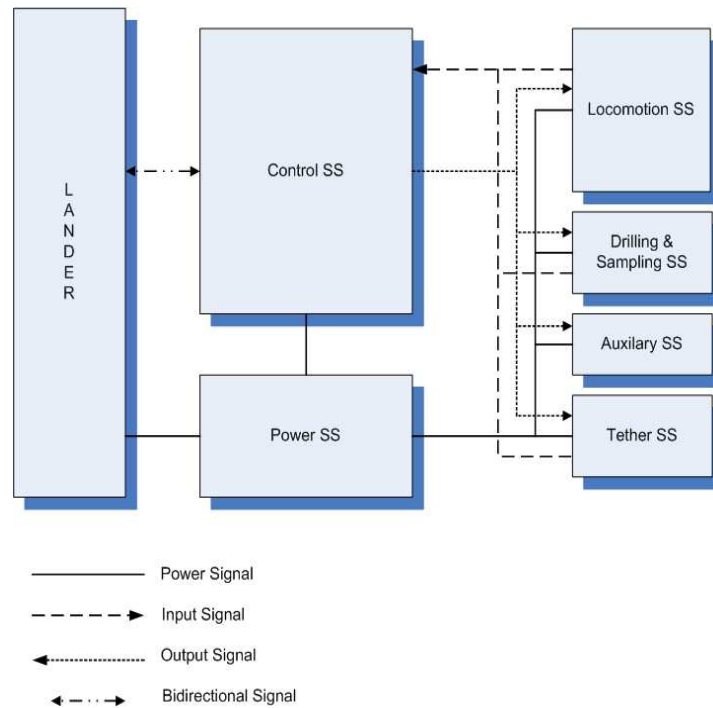 L
A
N
D
E
R
Control SS
Power SS
Locomotion SS
Drilling &
Sampling SS
Auxilary SS
Tether SS
Power Signal
Input Signal
Output Signal
Bidirectional Signal